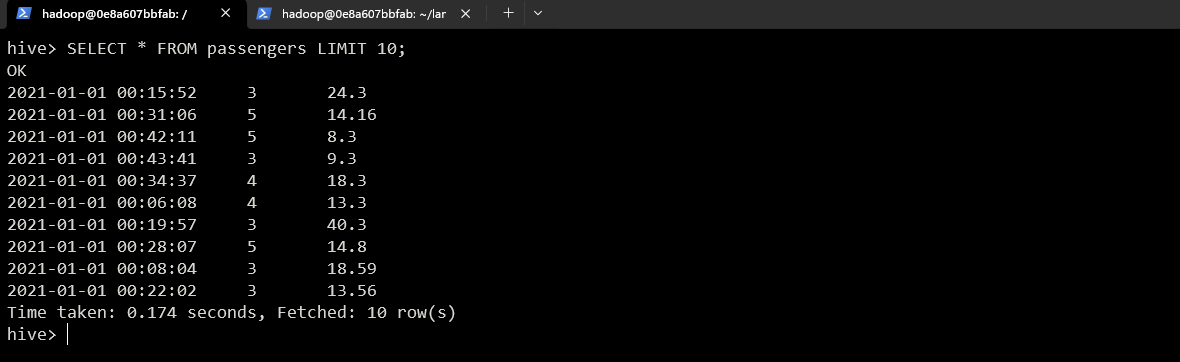 hadoop@0e8a607bbfab: /
hadoop@0e8a607bbfab: ~/lar
hive> SELECT * FROM passengers LIMIT 10;
OK
2021-01-01 00:15:52 3 24.3
2021-01-01 00:31:06 5 14.16
2021-01-01 00:42:11 5 8.3
2021-01-01 00:43:41 3 9.3
2021-01-01 00:34:37 4 18.3
2021-01-01 00:06:08 4 13.3
2021-01-01 00:19:57 3 40.3
2021-01-01 00:28:07 5 14.8
2021-01-01 00:08:04 3 18.59
2021-01-01 00:22:02 3 13.56
Time taken: 0.174 seconds, Fetched: 10 row(s)
hive>